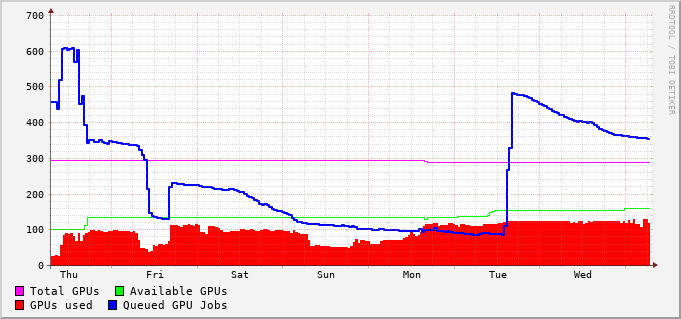 RRDTOOL / TOBI OETIKER
700
600
500
400
300
200
100
0
Thu Fri Sat Sun Mon Tue Wed
Total GPUs Available GPUs
GPUs used Queued GPU Jobs